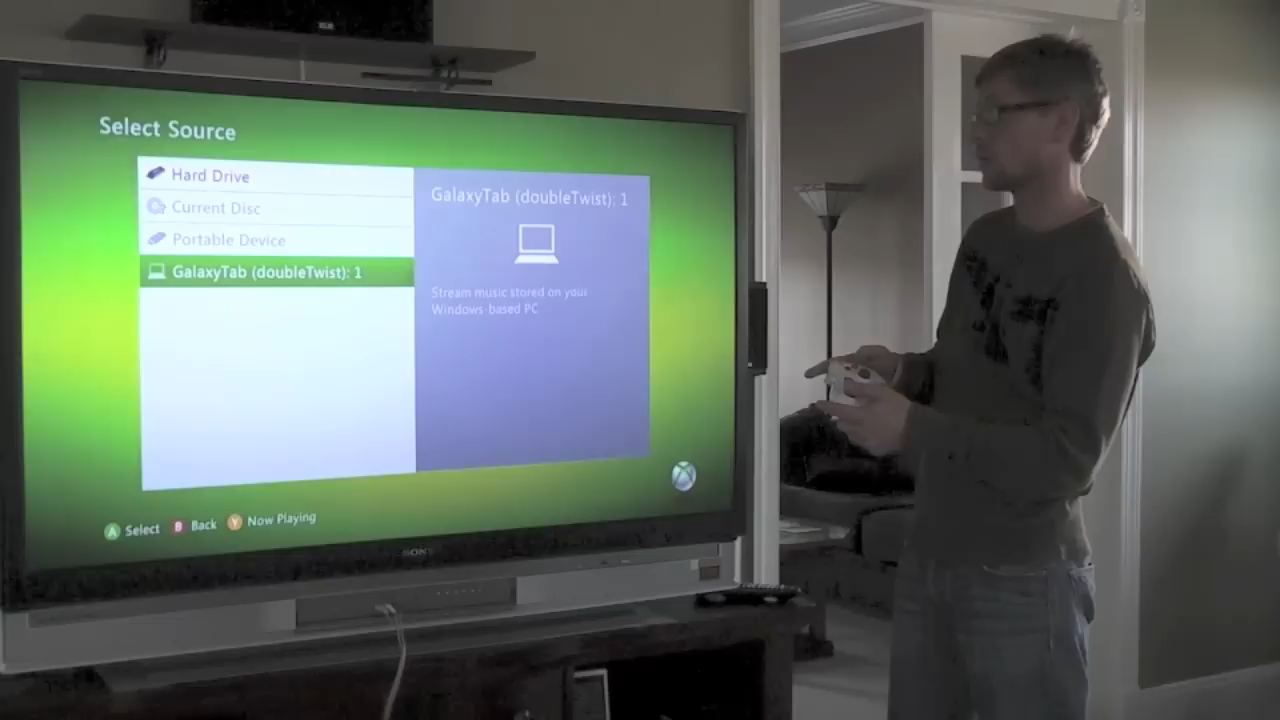 Select Source
Hard Drive
Current Disc
Portable Device
GalaxyTab (doubleTwist): 1
GalaxyTab (doubleTwist): 1
Stream music stored on your
Windows-based PC
A Select B Back Y Now Playing
SONY